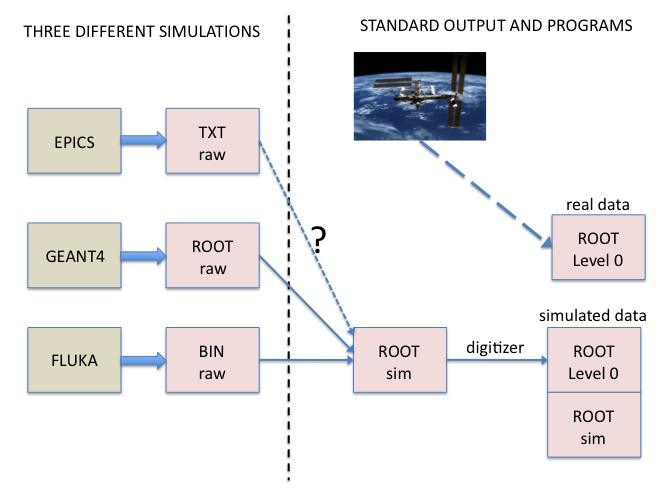 THREE DIFFERENT SIMULATIONS
STANDARD OUTPUT AND PROGRAMS
EPICS
TXT
raw
real data
?
ROOT
Level 0
GEANT4
ROOT
raw
simulated data
FLUKA
BIN
raw
ROOT
sim
digitizer
ROOT
Level 0
ROOT
sim